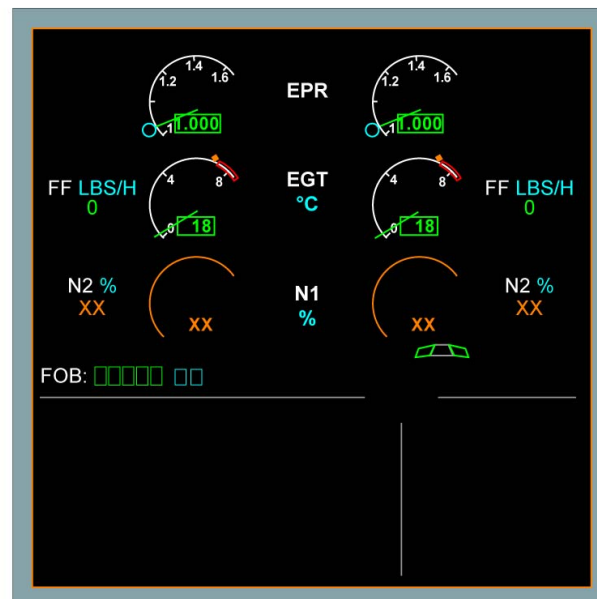 1.2 1.4 1.6
1
1.000
EPR
1.2 1.4 1.6
1
1.000
FF LBS/H
0
4 8
0
18
EGT
°C
4 8
0
18
FF LBS/H
0
N2 %
XX
XX
N1
%
XX
N2 %
XX
FOB: